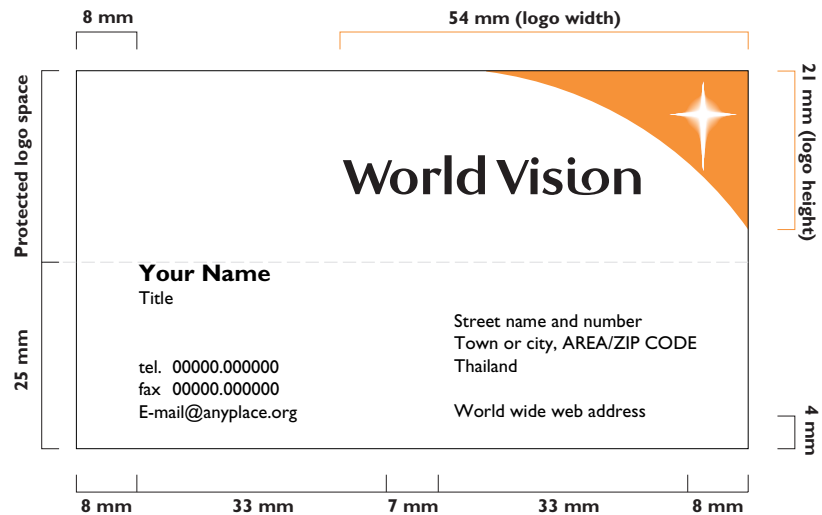 8 mm
54 mm (logo width)
Protected logo space
21 mm (logo height)
World Vision
Your Name
Title
Street name and number
Town or city, AREA/ZIP CODE
Thailand
25 mm
tel. 00000.000000
fax 00000.000000
E-mail@anyplace.org
World wide web address
4 mm
8 mm
33 mm
7 mm
33 mm
8 mm